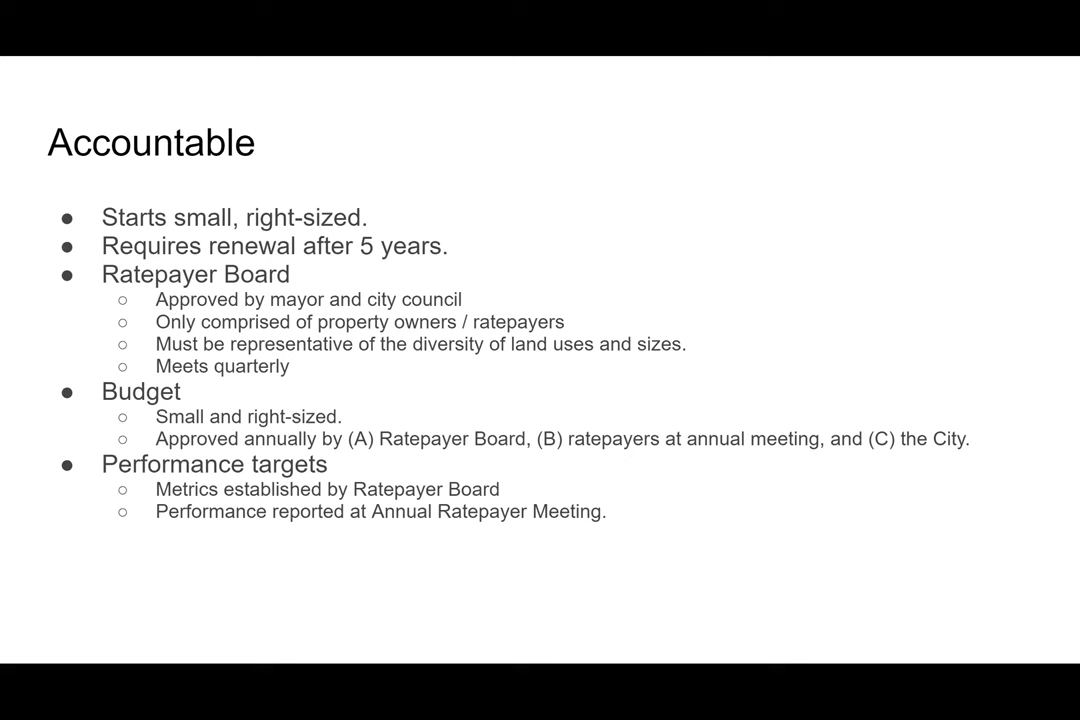 Accountable
● Starts small, right-sized.
● Requires renewal after 5 years.
● Ratepayer Board
○ Approved by mayor and city council
○ Only comprised of property owners / ratepayers
○ Must be representative of the diversity of land uses and sizes.
○ Meets quarterly
● Budget
○ Small and right-sized.
○ Approved annually by (A) Ratepayer Board, (B) ratepayers at annual meeting, and (C) the City.
● Performance targets
○ Metrics established by Ratepayer Board
○ Performance reported at Annual Ratepayer Meeting.